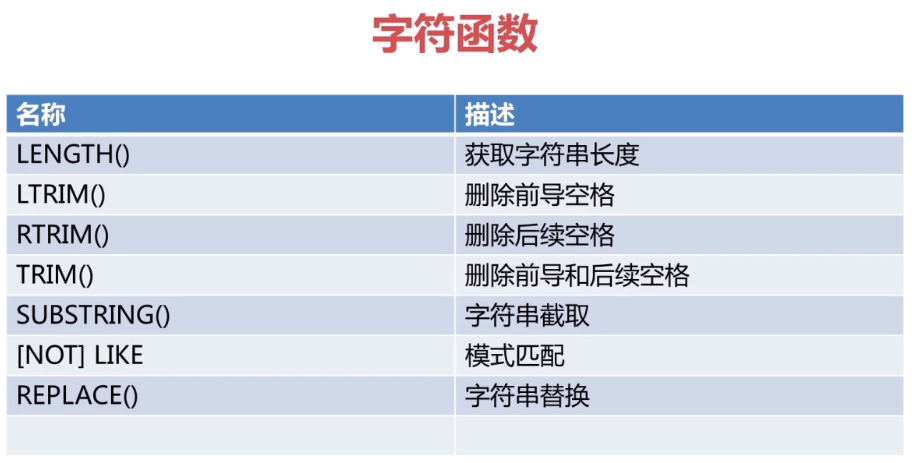 字符函数
名称 描述
LENGTH() 获取字符串长度
LTRIM() 删除前导空格
RTRIM() 删除后续空格
TRIM() 删除前导和后续空格
SUBSTRING() 字符串截取
[NOT] LIKE 模式匹配
REPLACE() 字符串替换